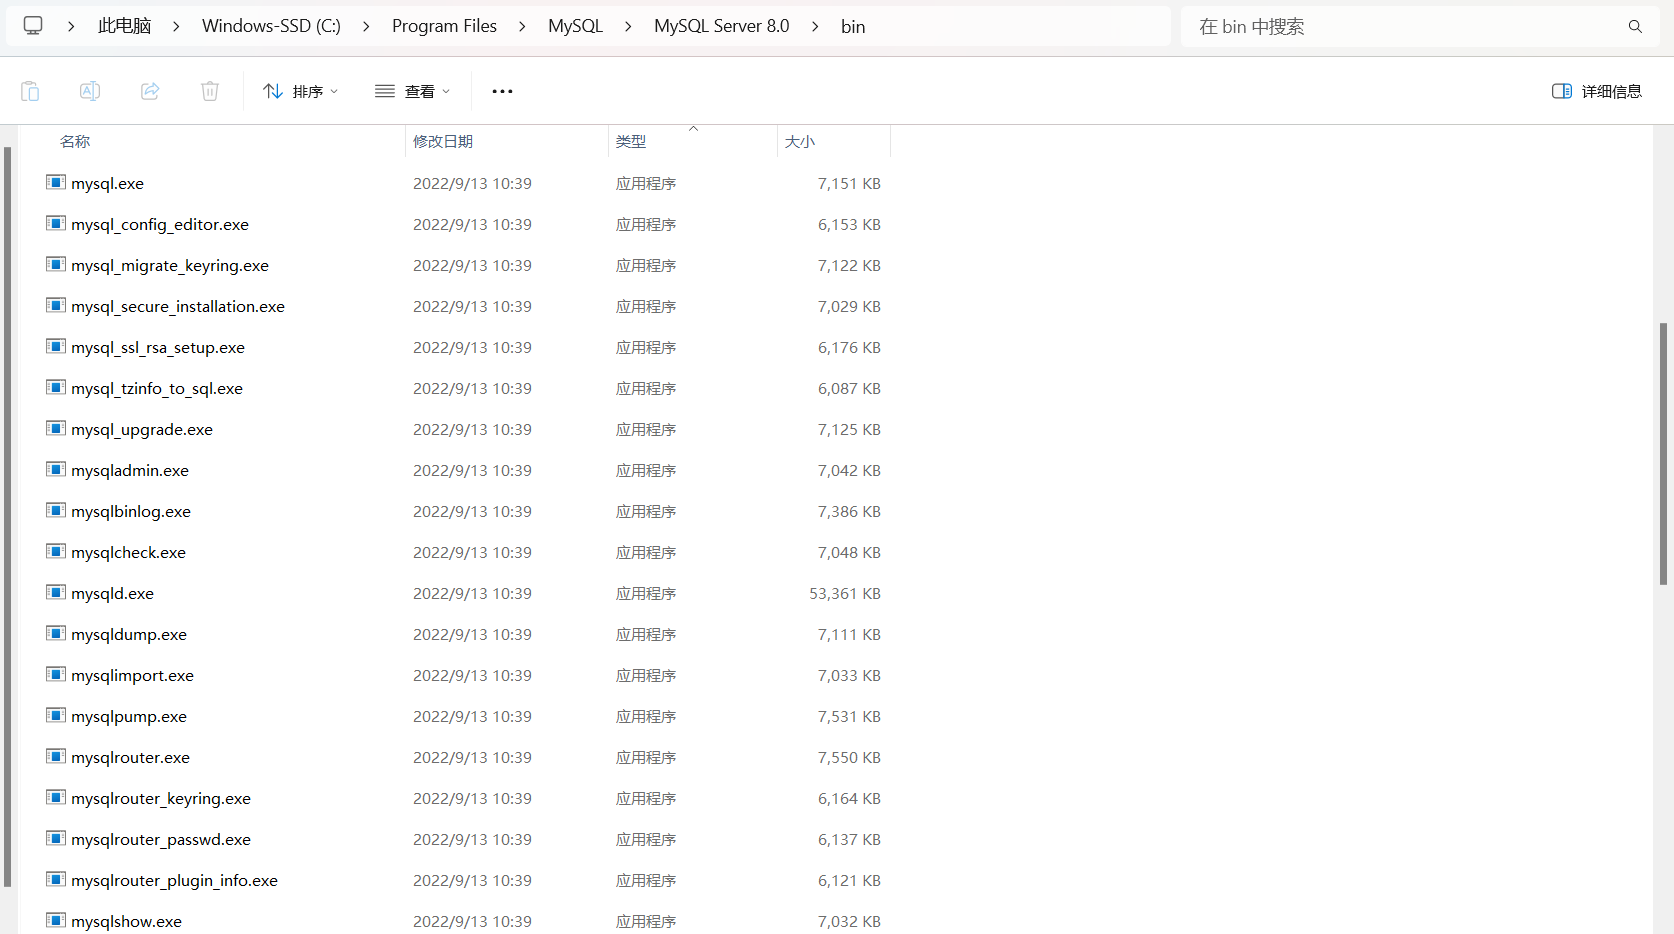 此电脑 Windows-SSD (C:) Program Files MySQL MySQL Server 8.0 bin 在 bin 中搜索
排序 查看 详细信息
名称 修改日期 类型 大小
mysql.exe 2022/9/13 10:39 应用程序 7,151 KB
mysql_config_editor.exe 2022/9/13 10:39 应用程序 6,153 KB
mysql_migrate_keyring.exe 2022/9/13 10:39 应用程序 7,122 KB
mysql_secure_installation.exe 2022/9/13 10:39 应用程序 7,029 KB
mysql_ssl_rsa_setup.exe 2022/9/13 10:39 应用程序 6,176 KB
mysql_tzinfo_to_sql.exe 2022/9/13 10:39 应用程序 6,087 KB
mysql_upgrade.exe 2022/9/13 10:39 应用程序 7,125 KB
mysqladmin.exe 2022/9/13 10:39 应用程序 7,042 KB
mysqlbinlog.exe 2022/9/13 10:39 应用程序 7,386 KB
mysqlcheck.exe 2022/9/13 10:39 应用程序 7,048 KB
mysqld.exe 2022/9/13 10:39 应用程序 53,361 KB
mysqldump.exe 2022/9/13 10:39 应用程序 7,111 KB
mysqlimport.exe 2022/9/13 10:39 应用程序 7,033 KB
mysqlpump.exe 2022/9/13 10:39 应用程序 7,531 KB
mysqlrouter.exe 2022/9/13 10:39 应用程序 7,550 KB
mysqlrouter_keyring.exe 2022/9/13 10:39 应用程序 6,164 KB
mysqlrouter_passwd.exe 2022/9/13 10:39 应用程序 6,137 KB
mysqlrouter_plugin_info.exe 2022/9/13 10:39 应用程序 6,121 KB
mysqlshow.exe 2022/9/13 10:39 应用程序 7,032 KB